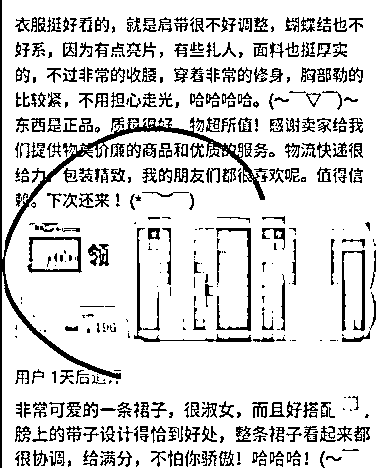 衣服挺好看的，就是肩带很不好调整，蝴蝶结也不
好系，因为有点亮片，有些扎人，面料也挺厚实
的，不过非常的收腰，穿着非常的修身，胸部勒的
比较紧，不用担心走光，哈哈哈哈。(～￣▽￣)～
东西是正品。质量很好，物超所值！感谢卖家给我
们提供物美价廉的商品和优质的服务。物流快递很
给力，包装精致，我的朋友们都很喜欢呢。值得信
赖。下次还来！(*￣︶￣)
领
用户 1天后追评
非常可爱的一条裙子，很淑女，而且好搭配
膀上的带子设计得恰到好处，整条裙子看起来都
很协调，给满分，不怕你骄傲！哈哈哈！(～￣